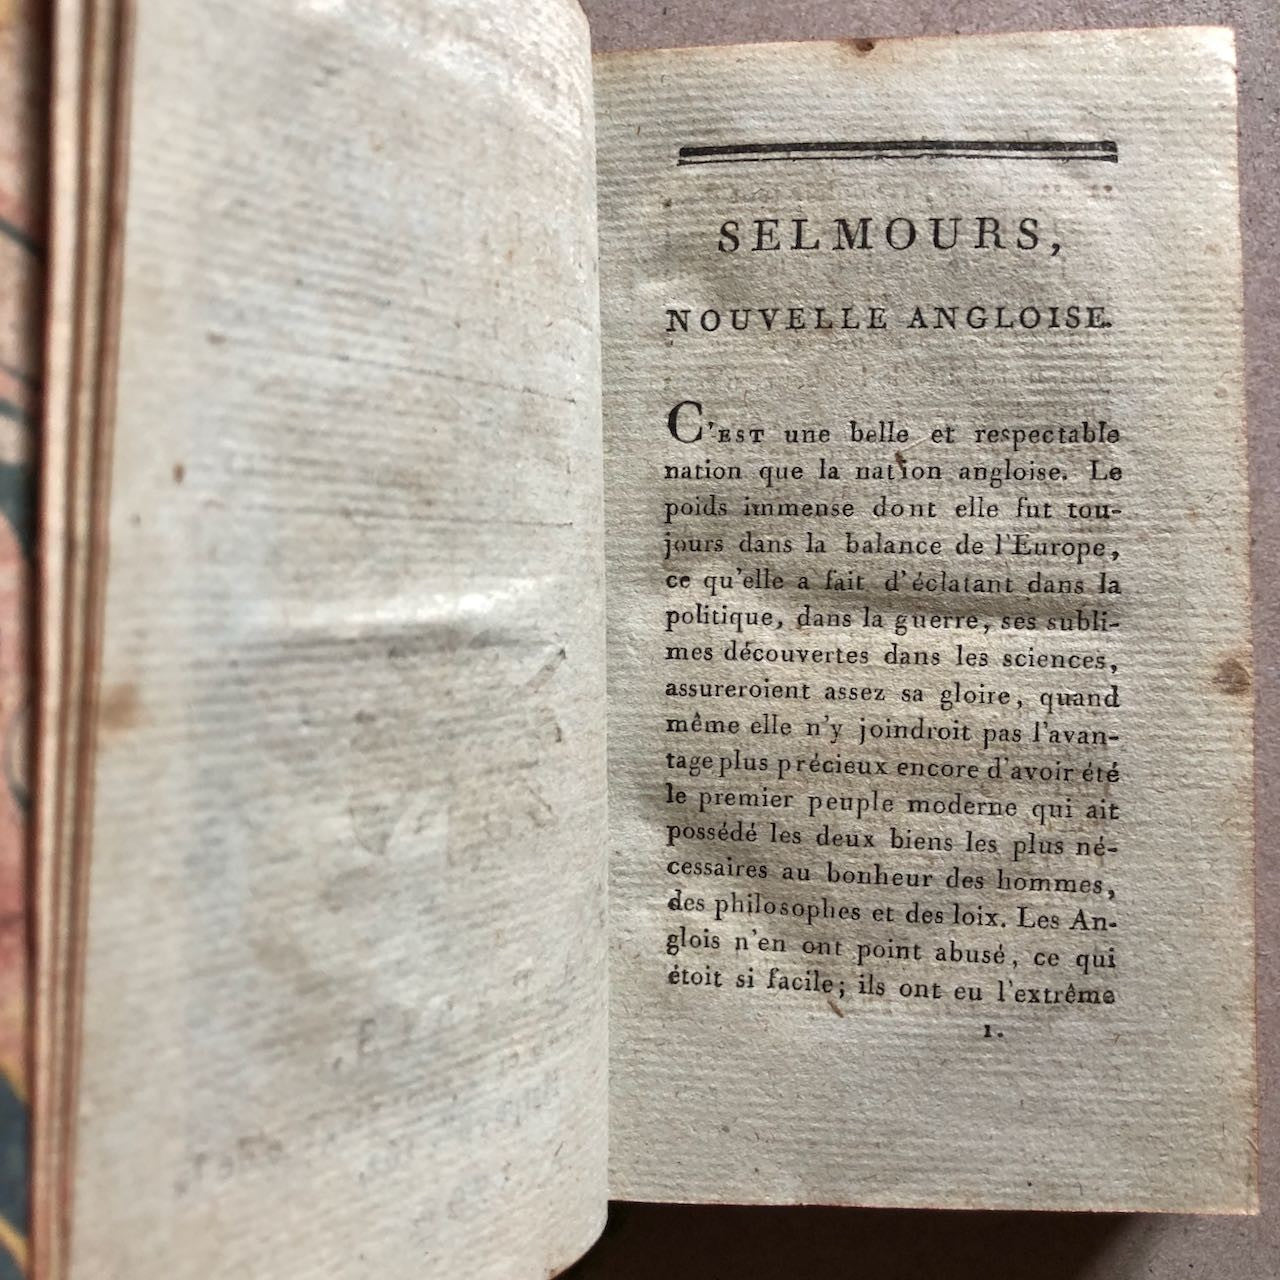 SELMOURS,
NOUVELLE ANGLOISE.
C'EST une belle et respectable
nation que la nation angloise. Le
poids immense dont elle fut tou-
jours dans la balance de l'Europe,
ce qu'elle a fait d'éclatant dans la
politique, dans la guerre, ses subli-
mes découvertes dans les sciences,
assureroient assez sa gloire, quand
même elle n'y joindroit pas l'avan-
tage plus précieux encore d'avoir été
le premier peuple moderne qui ait
possédé les deux biens les plus né-
cessaires au bonheur des hommes,
des philosophes et des loix. Les An-
glois n'en ont point abusé, ce qui
étoit si facile; ils ont eu l'extrême
1.